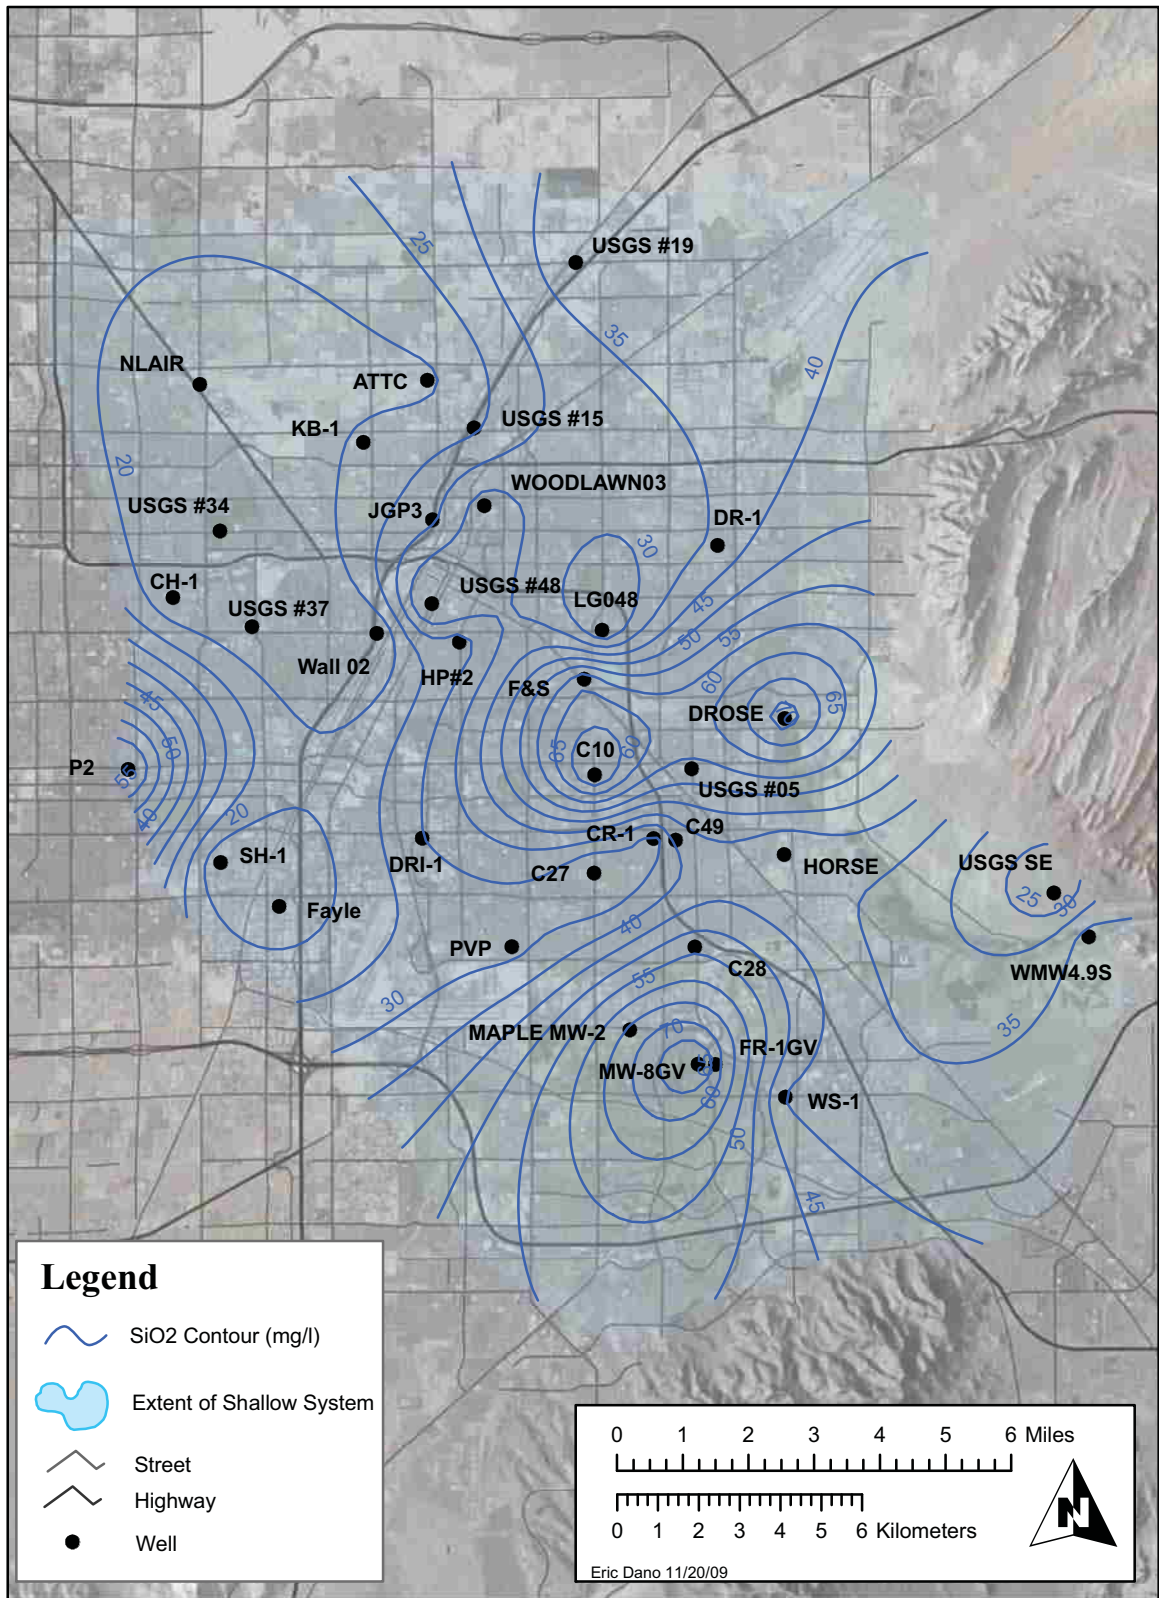 USGS #19
25
35
40
NLAIR
ATTC
USGS #15
KB-1
20
WOODLAWN03
USGS #34
JGP3
DR-1
30
CH-1
USGS #48
LG048
45
USGS #37
50
55
Wall 02
HP#2
F&S
60
45
65
DROSE
50
65
60
P2
55
C10
USGS #05
40
20
CR-1
C49
SH-1
DRI-1
C27
HORSE
USGS SE
25
30
Fayle
40
PVP
C28
WMW4.9S
55
30
MAPLE MW-2
70
35
FR-1GV
MW-8GV
60
WS-1
50
45
Legend
SiO2 Contour (mg/l)
Extent of Shallow System
Street
Highway
Well
0 1 2 3 4 5 6 Miles
0 1 2 3 4 5 6 Kilometers
N
Eric Dano 11/20/09